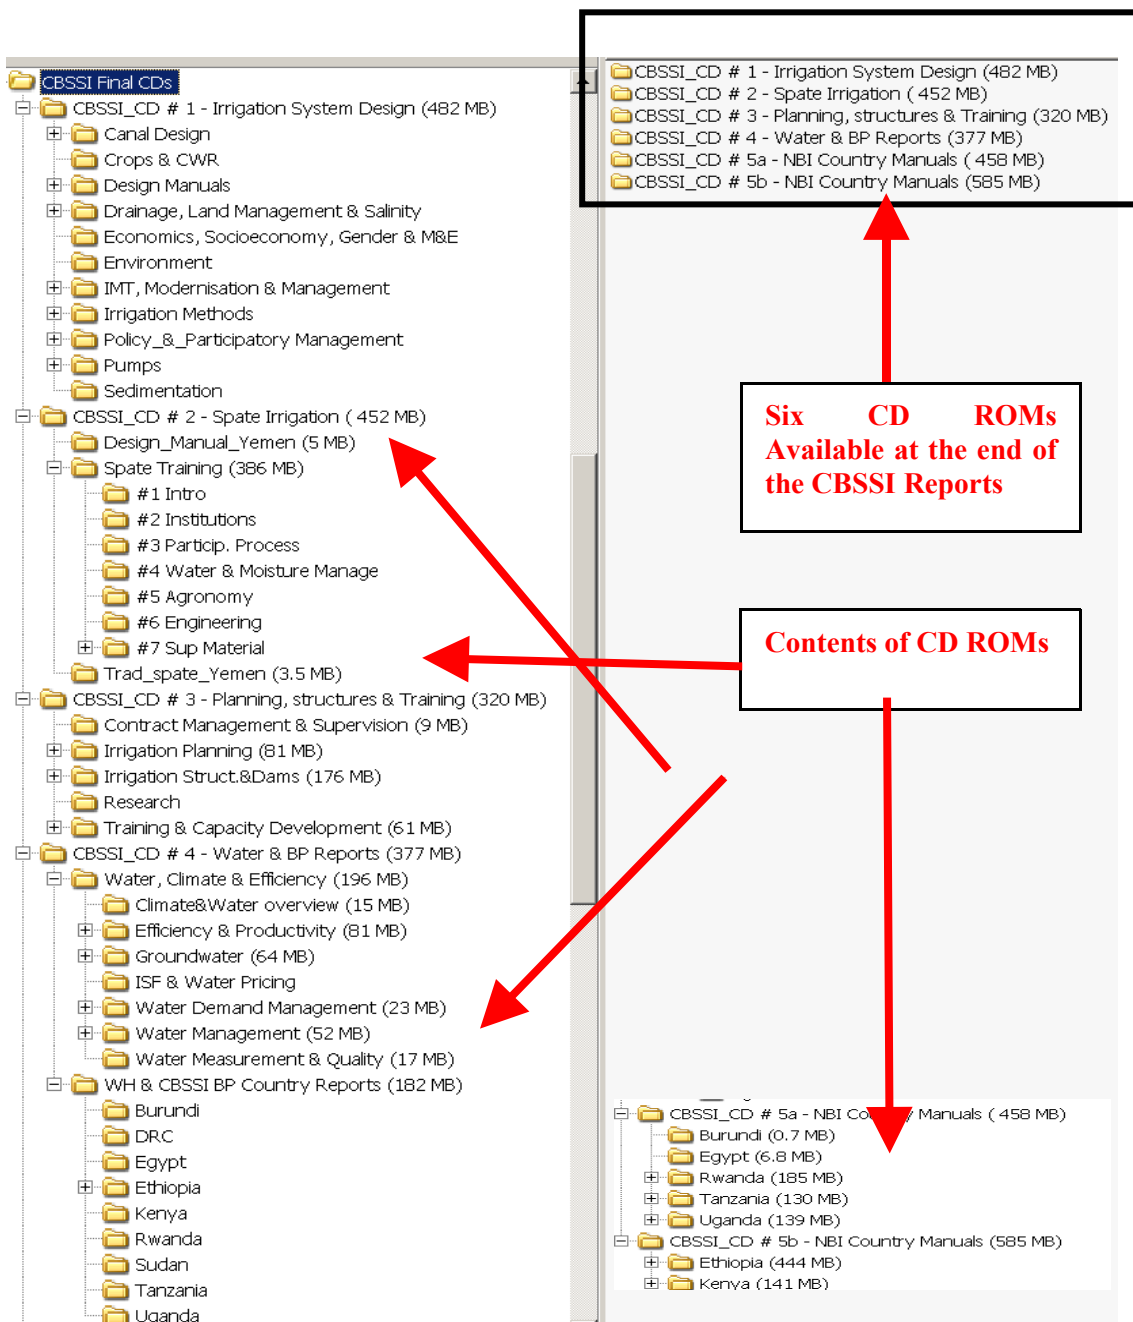 CBSSI Final CDs
CBSSI_CD # 1 - Irrigation System Design (482 MB)
Canal Design
Crops & CWR
Design Manuals
Drainage, Land Management & Salinity
Economics, Socioeconomy, Gender & M&E
Environment
IMT, Modernisation & Management
Irrigation Methods
Policy_&_Participatory Management
Pumps
Sedimentation
CBSSI_CD # 2 - Spate Irrigation ( 452 MB)
Design_Manual_Yemen (5 MB)
Spate Training (386 MB)
#1 Intro
#2 Institutions
#3 Particip. Process
#4 Water & Moisture Manage
#5 Agronomy
#6 Engineering
#7 Sup Material
Trad_spate_Yemen (3.5 MB)
CBSSI_CD # 3 - Planning, structures & Training (320 MB)
Contract Management & Supervision (9 MB)
Irrigation Planning (81 MB)
Irrigation Struct.&Dams (176 MB)
Research
Training & Capacity Development (61 MB)
CBSSI_CD # 4 - Water & BP Reports (377 MB)
Water, Climate & Efficiency (196 MB)
Climate&Water overview (15 MB)
Efficiency & Productivity (81 MB)
Groundwater (64 MB)
ISF & Water Pricing
Water Demand Management (23 MB)
Water Management (52 MB)
Water Measurement & Quality (17 MB)
WH & CBSSI BP Country Reports (182 MB)
Burundi
DRC
Egypt
Ethiopia
Kenya
Rwanda
Sudan
Tanzania
Uganda
CBSSI_CD # 1 - Irrigation System Design (482 MB)
CBSSI_CD # 2 - Spate Irrigation ( 452 MB)
CBSSI_CD # 3 - Planning, structures & Training (320 MB)
CBSSI_CD # 4 - Water & BP Reports (377 MB)
CBSSI_CD # 5a - NBI Country Manuals ( 458 MB)
CBSSI_CD # 5b - NBI Country Manuals (585 MB)
Six CD ROMs
Available at the end of
the CBSSI Reports
Contents of CD ROMs
CBSSI_CD # 5a - NBI Country Manuals ( 458 MB)
Burundi (0.7 MB)
Egypt (6.8 MB)
Rwanda (185 MB)
Tanzania (130 MB)
Uganda (139 MB)
CBSSI_CD # 5b - NBI Country Manuals (585 MB)
Ethiopia (444 MB)
Kenya (141 MB)